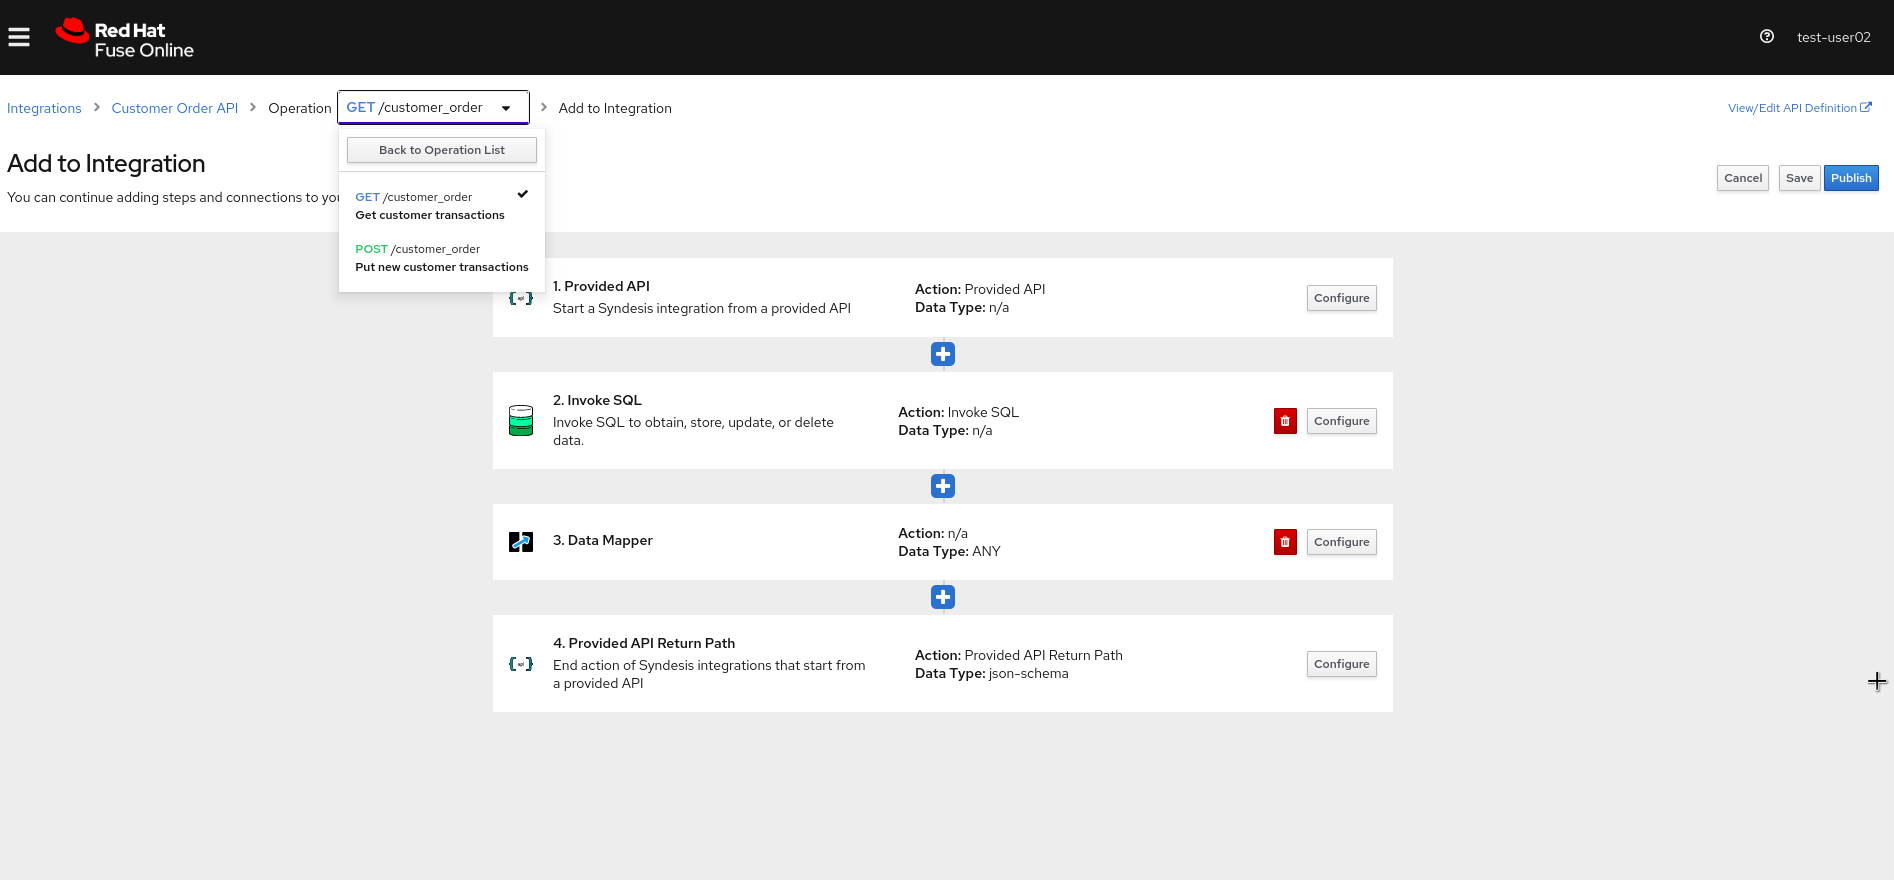 Red Hat
Fuse Online
test-user02
Integrations > Customer Order API > Operation GET /customer_order > Add to Integration
View/Edit API Definition
Back to Operation List
GET /customer_order
Get customer transactions
POST /customer_order
Put new customer transactions
Add to Integration
You can continue adding steps and connections to you
Cancel
Save
Publish
1. Provided API
Start a Syndesis integration from a provided API
Action: Provided API
Data Type: n/a
Configure
2. Invoke SQL
Invoke SQL to obtain, store, update, or delete
data.
Action: Invoke SQL
Data Type: n/a
Configure
3. Data Mapper
Action: n/a
Data Type: ANY
Configure
4. Provided API Return Path
End action of Syndesis integrations that start from
a provided API
Action: Provided API Return Path
Data Type: json-schema
Configure